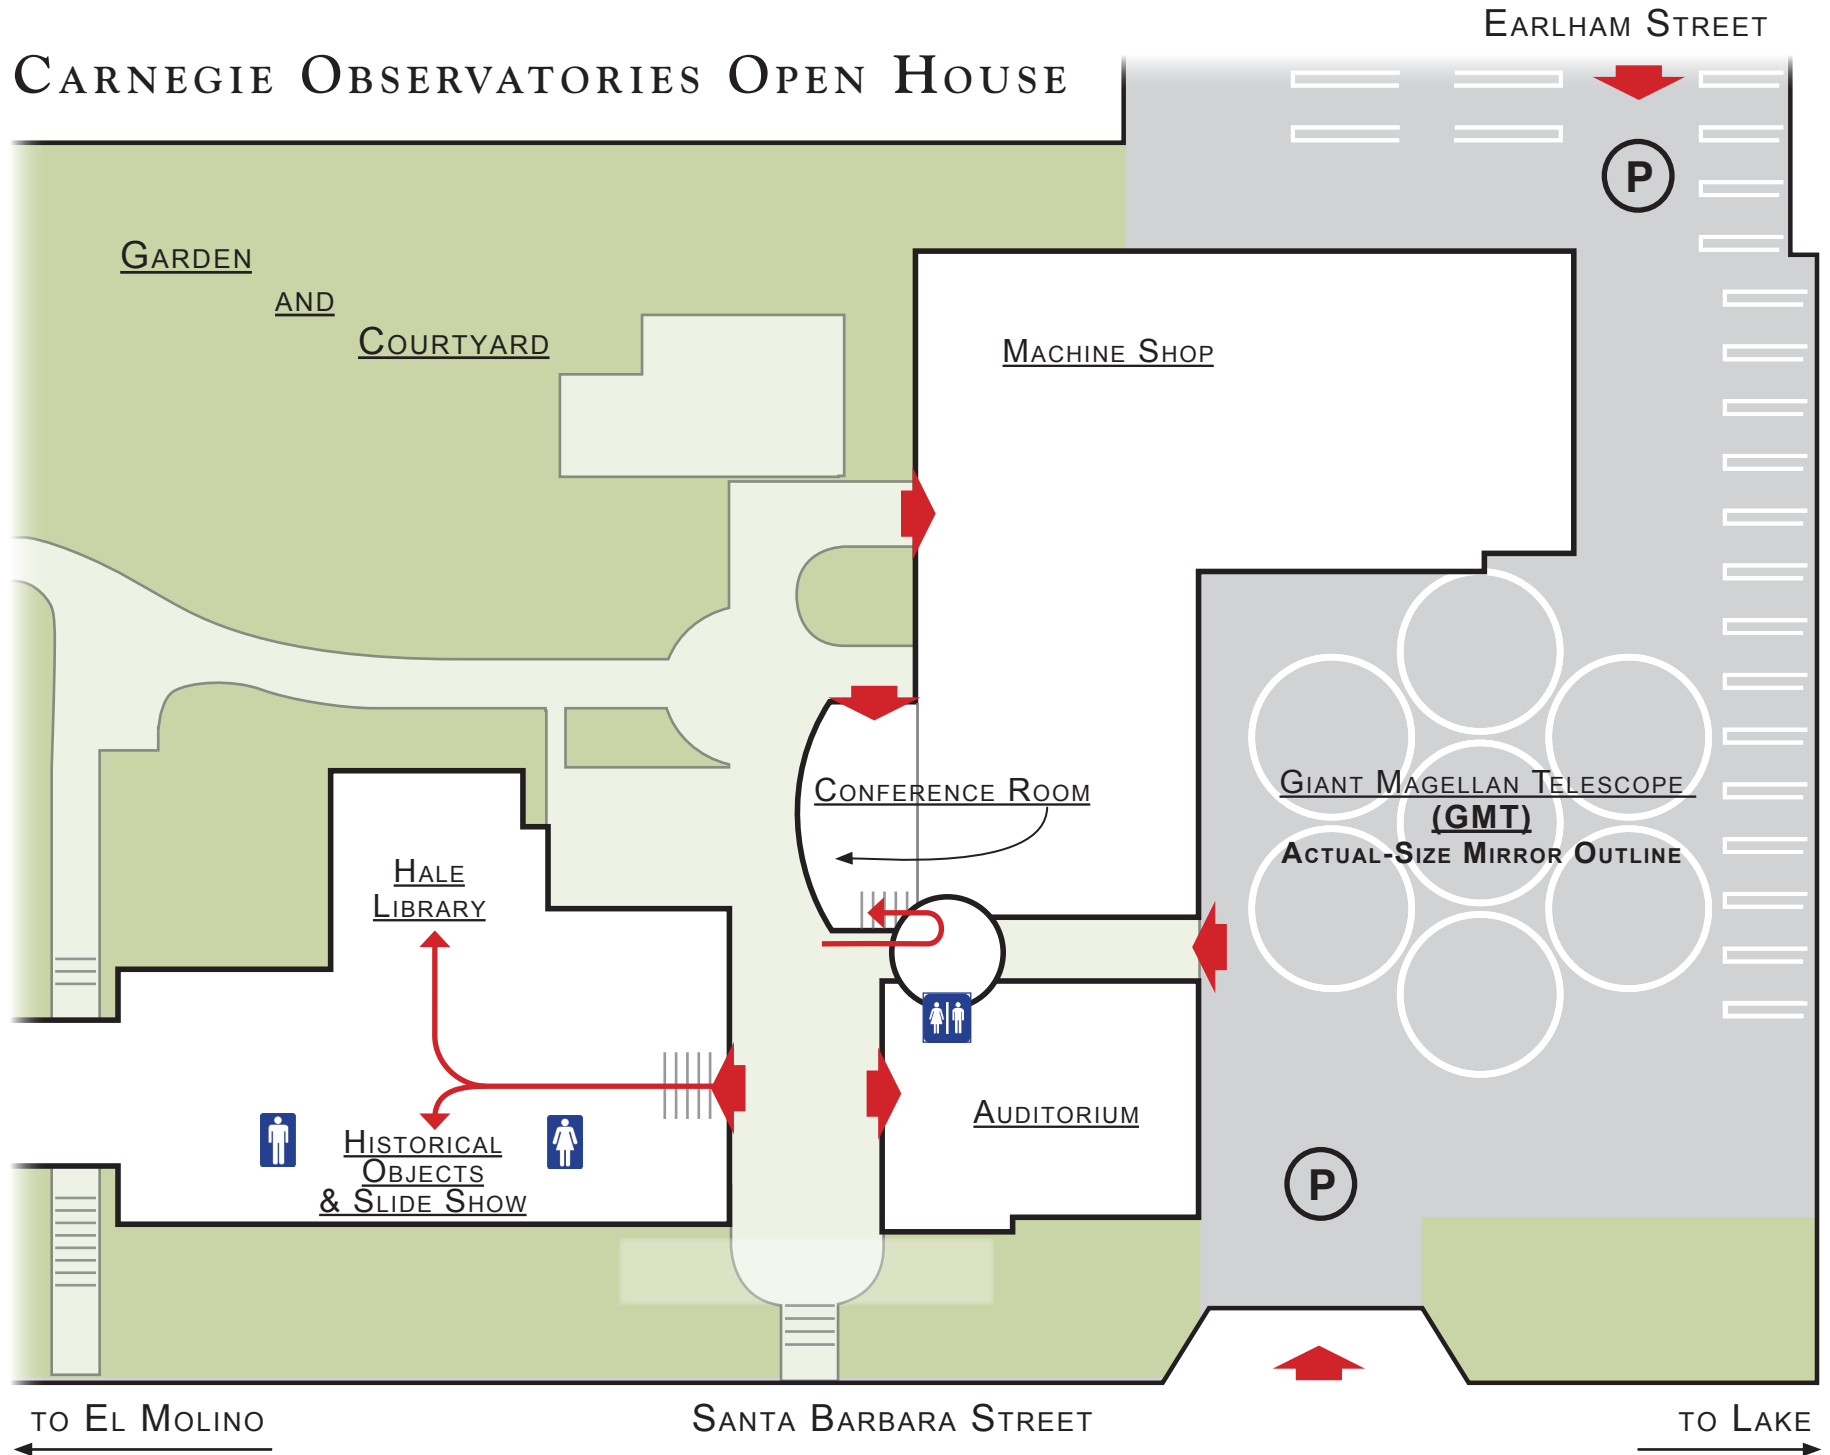 Earlham Street
Carnegie Observatories Open House
P
Garden
and
Courtyard
Machine Shop
Conference Room
Giant Magellan Telescope
(GMT)
Actual-Size Mirror Outline
Hale
Library
Historical
Objects
& Slide Show
Auditorium
P
to El Molino
Santa Barbara Street
to Lake